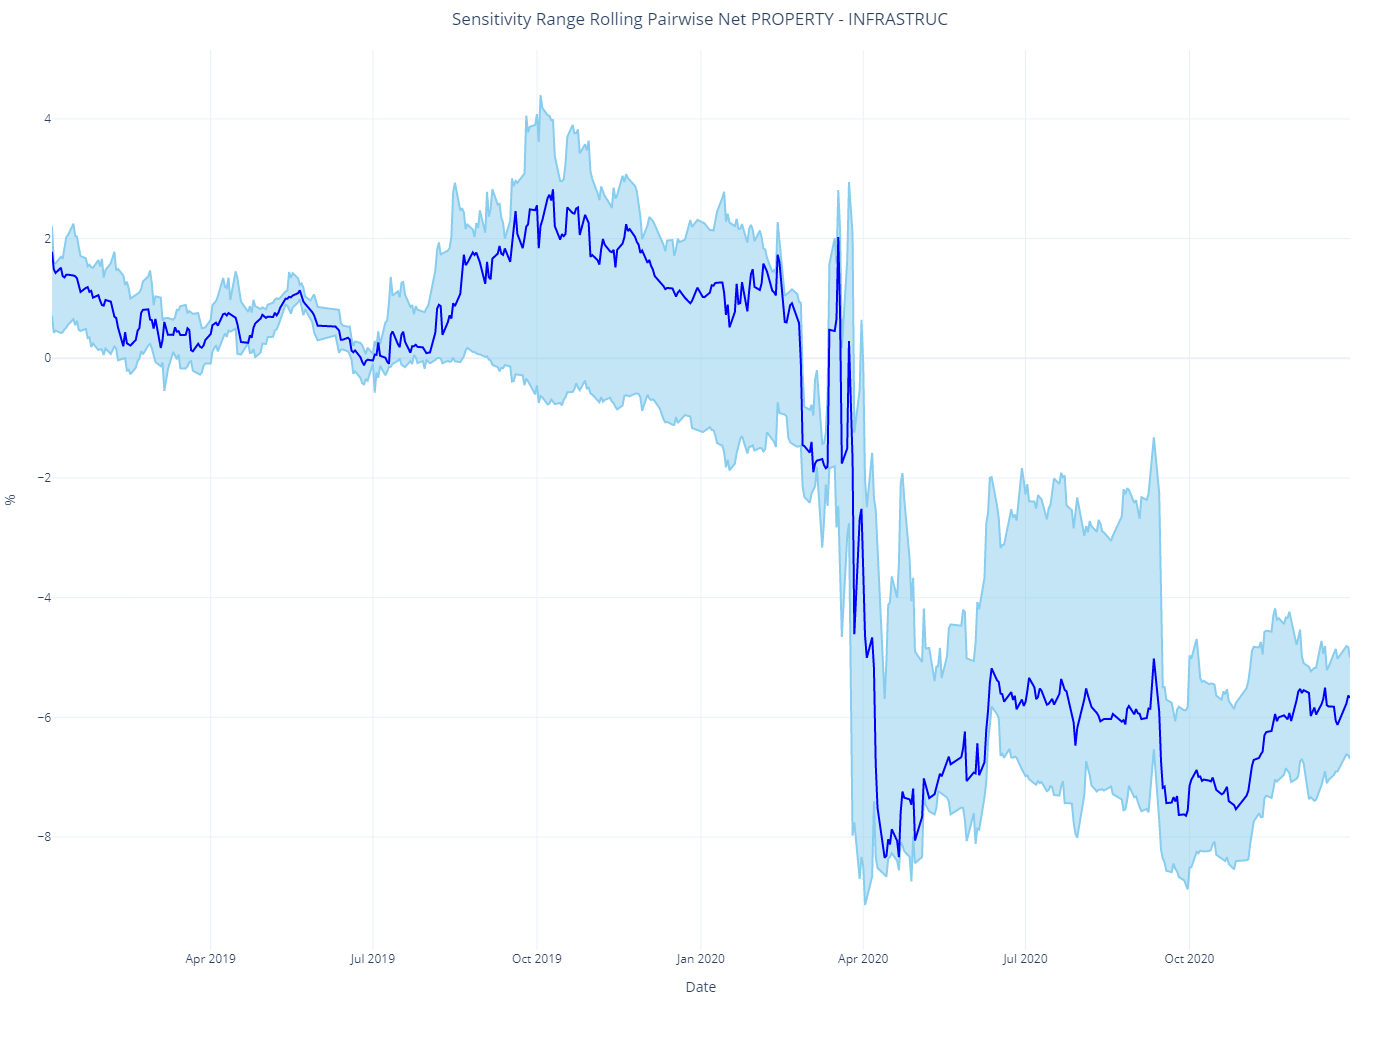 Sensitivity Range Rolling Pairwise Net PROPERTY - INFRASTRUC
4
2
0
−2
−4
−6
−8
%
Apr 2019
Jul 2019
Oct 2019
Jan 2020
Apr 2020
Jul 2020
Oct 2020
Date